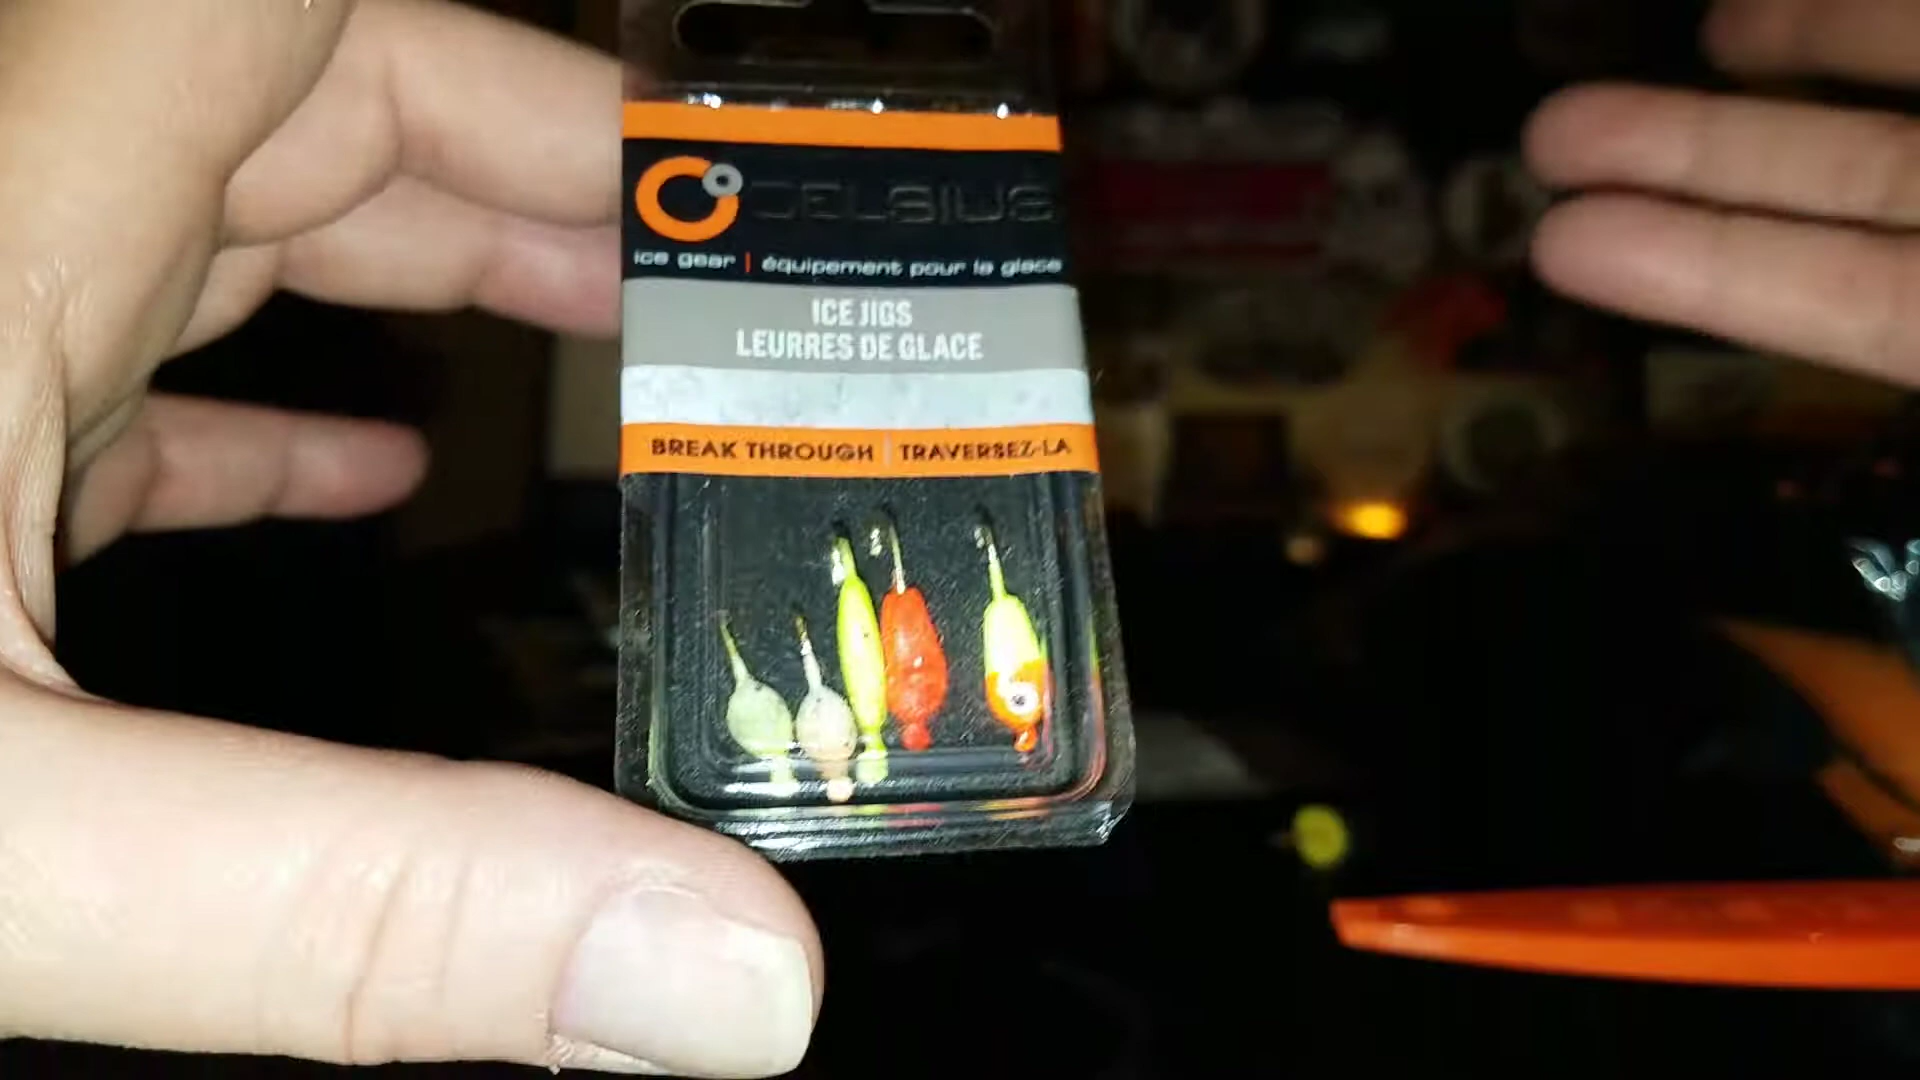 CELSIUS
ice gear | équipement pour la glace
ICE JIGS
LEURRES DE GLACE
BREAK THROUGH | TRAVERSEZ-LA